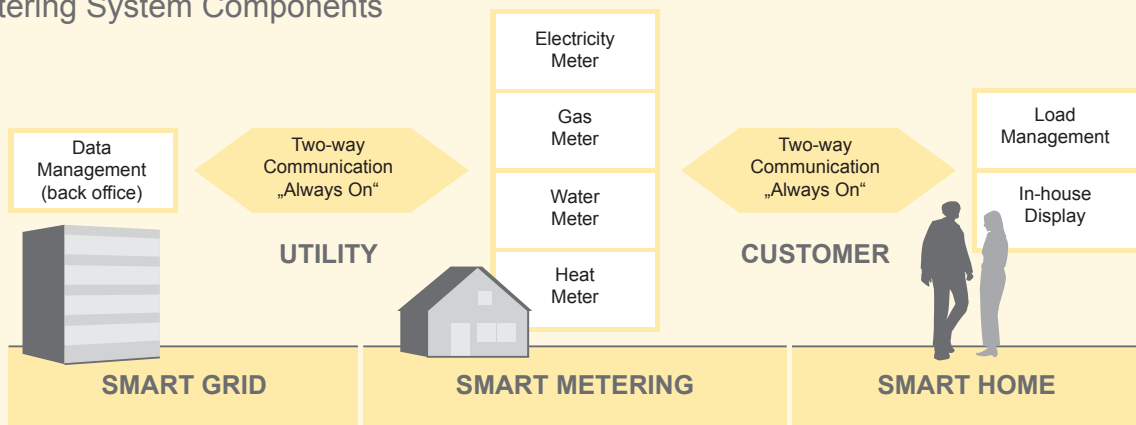 System Components
Electricity
Meter
Gas
Meter
Water
Meter
Heat
Meter
Data
Management
(back office)
Two-way
Communication
„Always On“
UTILITY
Two-way
Communication
„Always On“
CUSTOMER
Load
Management
In-house
Display
SMART GRID
SMART METERING
SMART HOME